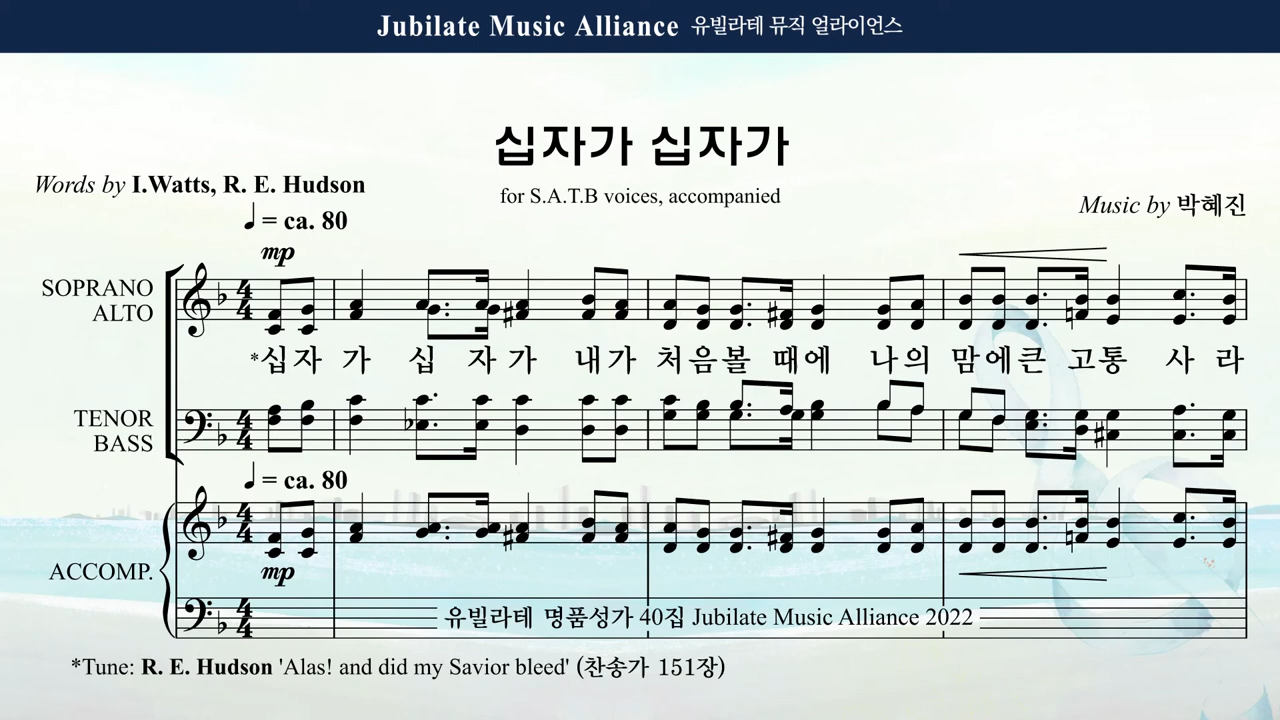 Jubilate Music Alliance 유빌라테 뮤직 얼라이언스
십자가 십자가
Words by I.Watts, R. E. Hudson
for S.A.T.B voices, accompanied
Music by 박혜진
♩ = ca. 80
mp
SOPRANO
ALTO
*십자 가 십 자가 내가 처음볼 때에 나의 맘에큰 고통 사 라
TENOR
BASS
♩ = ca. 80
mp
ACCOMP.
유빌라테 명품성가 40집 Jubilate Music Alliance 2022
*Tune: R. E. Hudson 'Alas! and did my Savior bleed' (찬송가 151장)